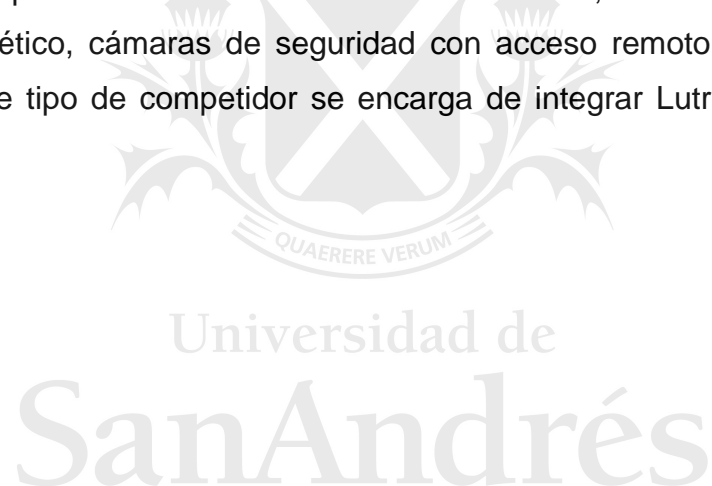 ético, cámaras de seguridad con acceso remoto
tipo de competidor se encarga de integrar Lutr
QUAERERE VERUM
Universidad de
SanAndrés